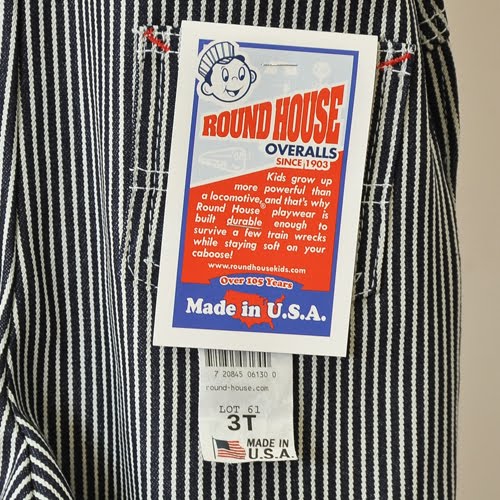 ROUND HOUSE
OVERALLS
SINCE 1903
Kids grow up
more powerful than
a locomotive, and that's why
Round House® playwear is
built durable enough to
survive a few train wrecks
while staying soft on your
caboose!
www.roundhousekids.com
Over 105 Years
Made in U.S.A.
7 20845 06130 0
round-house.com
LOT 61
3T
MADE IN
U.S.A.